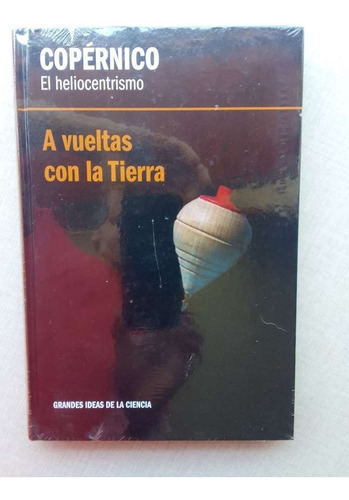 COPÉRNICO
El heliocentrismo
A vueltas
con la Tierra
GRANDES IDEAS DE LA CIENCIA